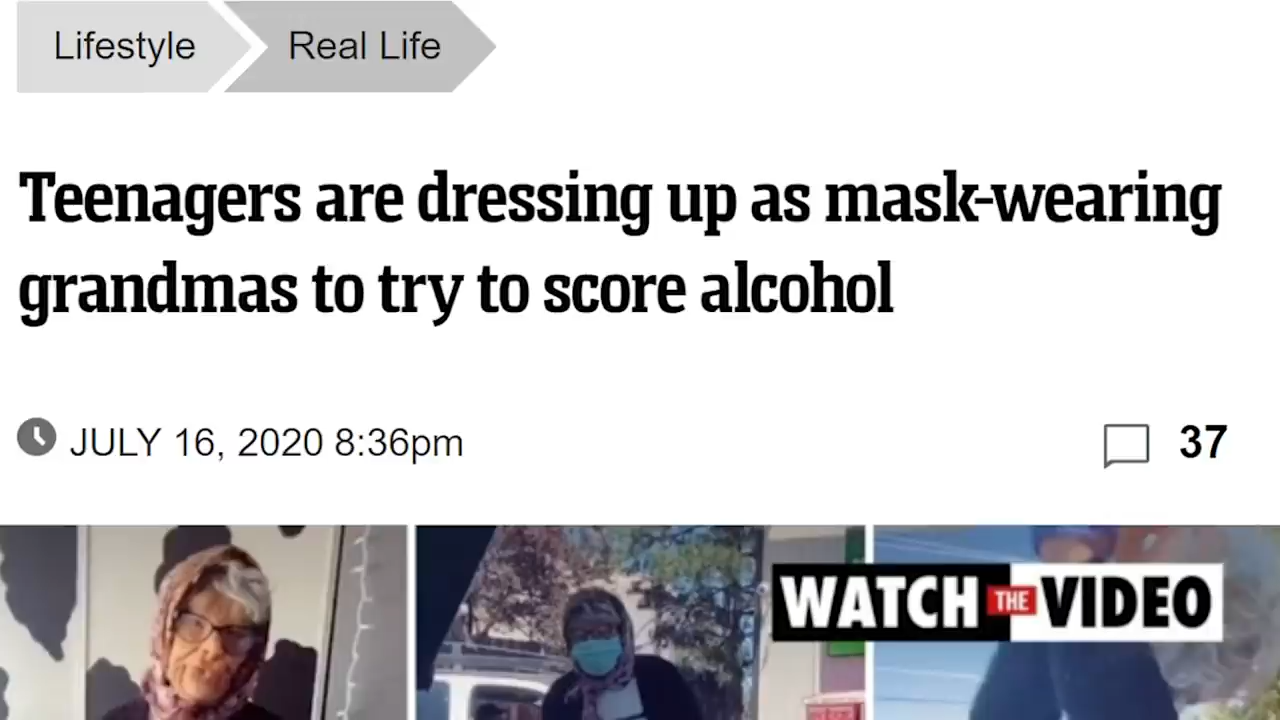 Lifestyle Real Life
Teenagers are dressing up as mask-wearing
grandmas to try to score alcohol
JULY 16, 2020 8:36pm 37
WATCH THE VIDEO